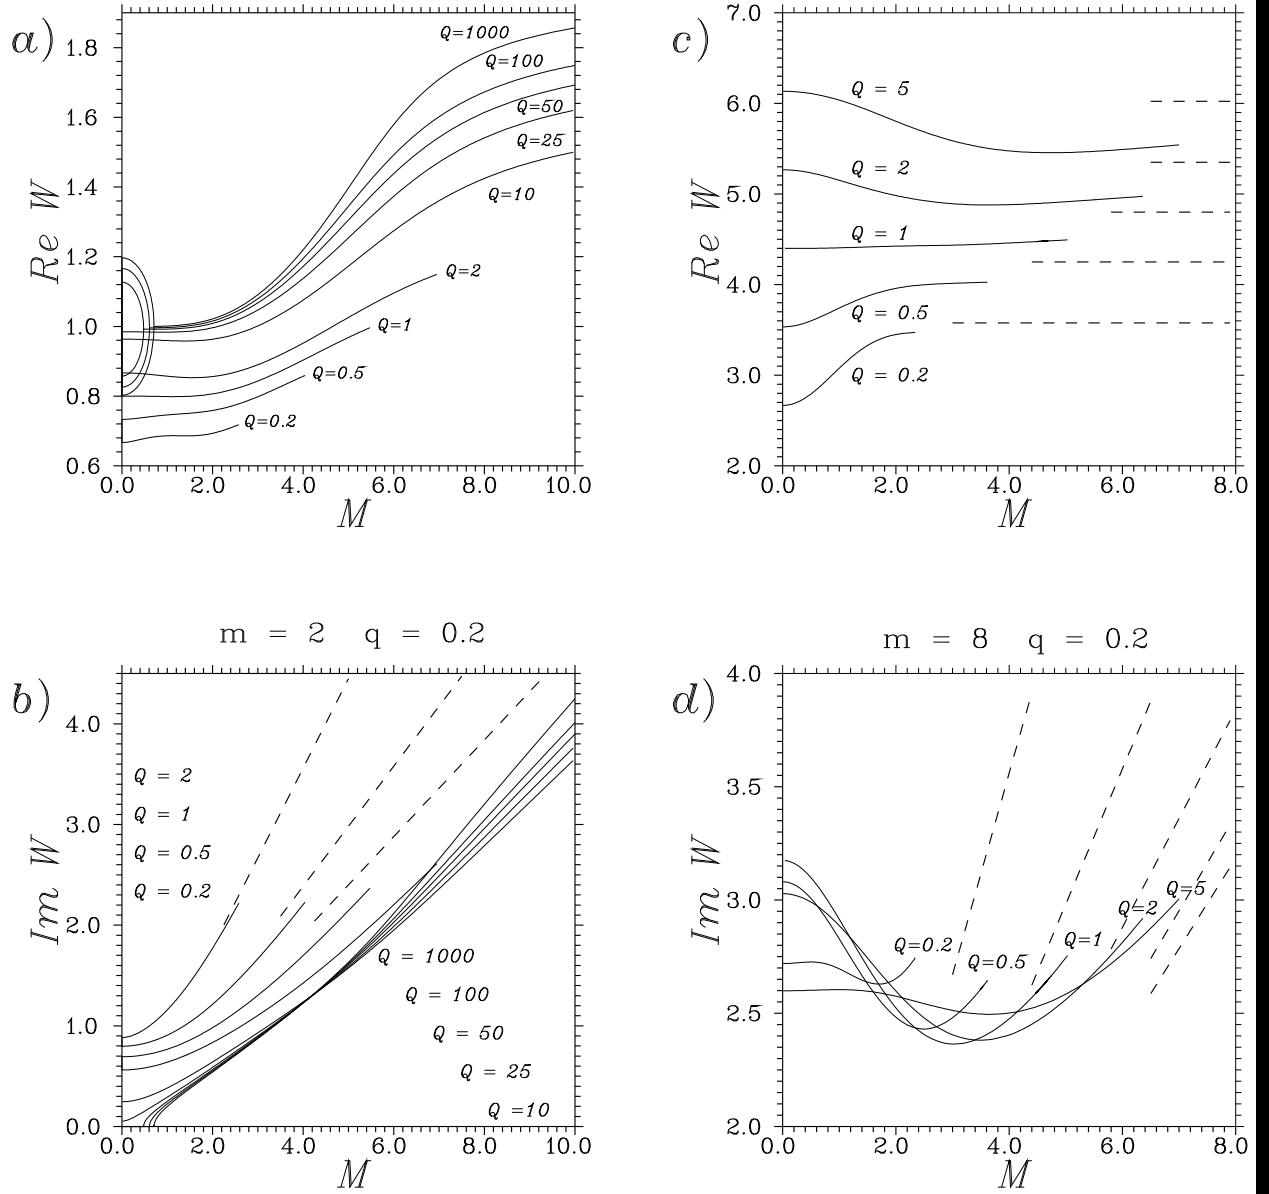 a)
1.8
1.6
1.4
1.2
1.0
0.8
0.6
Re W
Q=1000
Q=100
Q=50
Q=25
Q=10
Q=2
Q=1
Q=0.5
Q=0.2
0.0 2.0 4.0 6.0 8.0 10.0
M
c)
7.0
6.0
5.0
4.0
3.0
2.0
Re W
Q = 5
Q = 2
Q = 1
Q = 0.5
Q = 0.2
0.0 2.0 4.0 6.0 8.0
M
m = 2 q = 0.2
b)
4.0
3.0
2.0
1.0
0.0
Im W
Q = 2
Q = 1
Q = 0.5
Q = 0.2
Q = 1000
Q = 100
Q = 50
Q = 25
Q =10
0.0 2.0 4.0 6.0 8.0 10.0
M
m = 8 q = 0.2
d)
4.0
3.5
3.0
2.5
2.0
Im W
Q=5
Q=2
Q=1
Q=0.2
Q=0.5
0.0 2.0 4.0 6.0 8.0
M